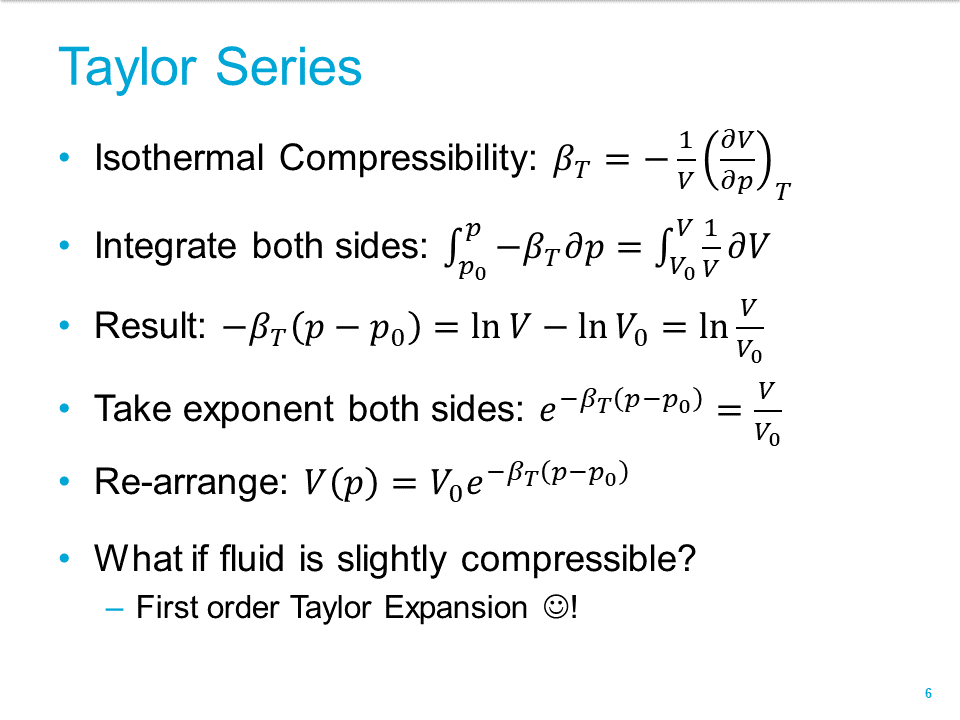 Taylor Series
• Isothermal Compressibility: $\beta_T = -\frac{1}{V}\left(\frac{\partial V}{\partial p}\right)_T$
• Integrate both sides: $\int_{p_0}^{p} -\beta_T \partial p = \int_{V_0}^{V} \frac{1}{V} \partial V$
• Result: $-\beta_T(p - p_0) = \ln V - \ln V_0 = \ln \frac{V}{V_0}$
• Take exponent both sides: $e^{-\beta_T(p-p_0)} = \frac{V}{V_0}$
• Re-arrange: $V(p) = V_0 e^{-\beta_T(p-p_0)}$
• What if fluid is slightly compressible?
– First order Taylor Expansion ☺!
6